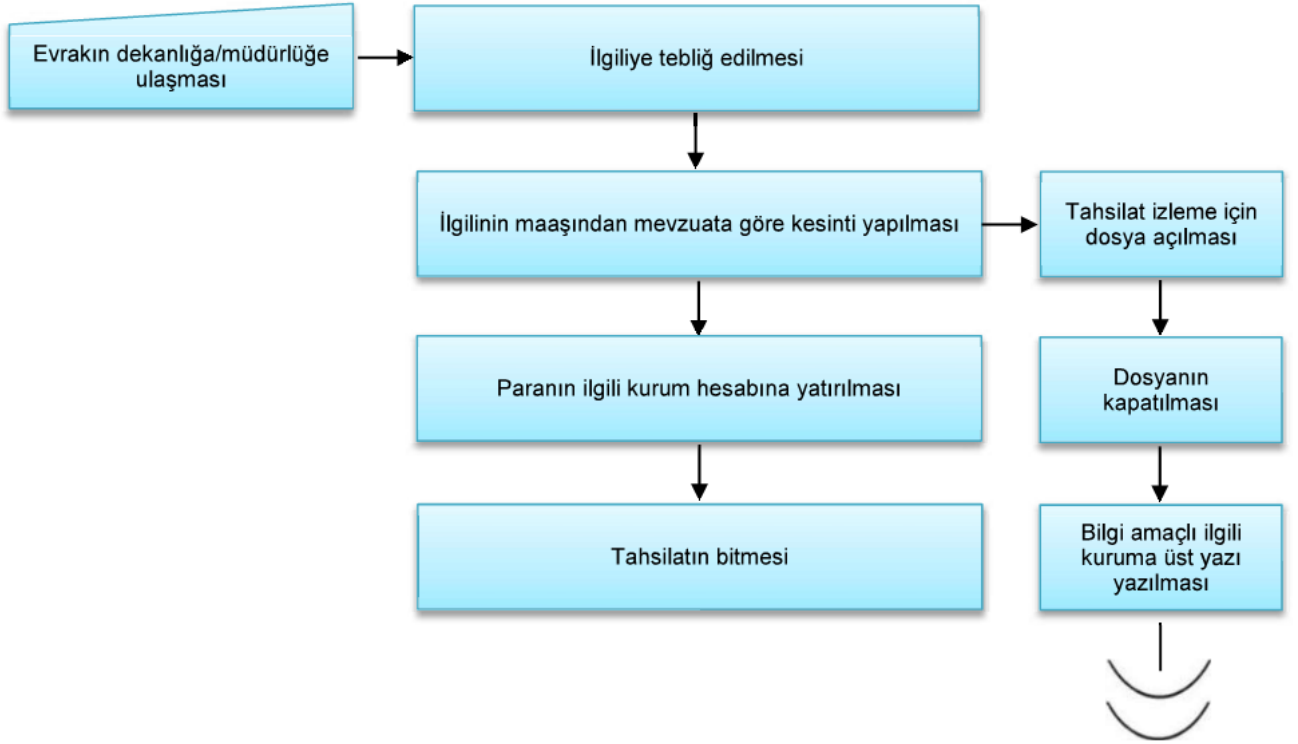 Evrakın dekanlığa/müdürlüğe
ulaşması
İlgiliye tebliğ edilmesi
İlgilinin maaşından mevzuata göre kesinti yapılması
Tahsilat izleme için
dosya açılması
Paranın ilgili kurum hesabına yatırılması
Dosyanın
kapatılması
Tahsilatın bitmesi
Bilgi amaçlı ilgili
kuruma üst yazı
yazılması